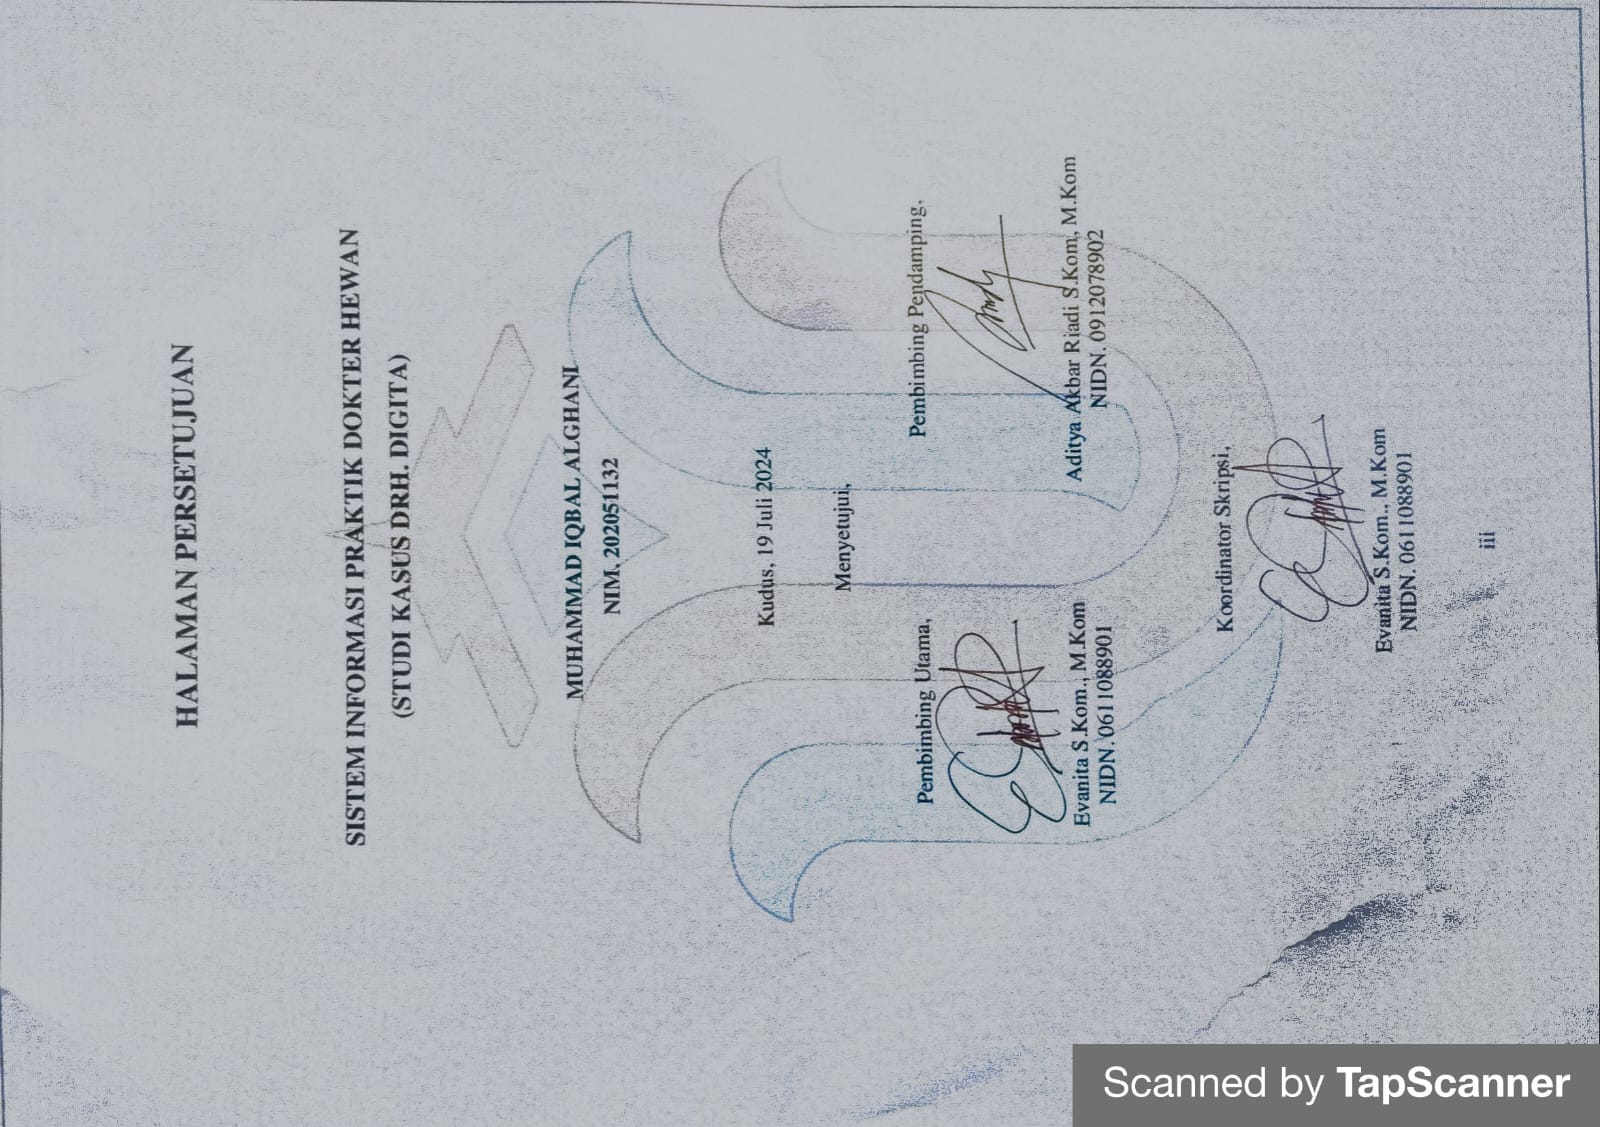 HALAMAN PERSETUJUAN
SISTEM INFORMASI PRAKTIK DOKTER HEWAN
(STUDI KASUS DRH. DIGITA)
MUHAMMAD IQBAL ALGHANI
NIM. 202051132
Kudus, 19 Juli 2024
Menyetujui,
Pembimbing Utama,
Evanita S.Kom., M.Kom
NIDN. 0611088901
Pembimbing Pendamping,
Aditya Akbar Riadi S.Kom, M.Kom
NIDN. 0912078902
Koordinator Skripsi,
Evanita S.Kom., M.Kom
NIDN. 0611088901
iii
Scanned by TapScanner